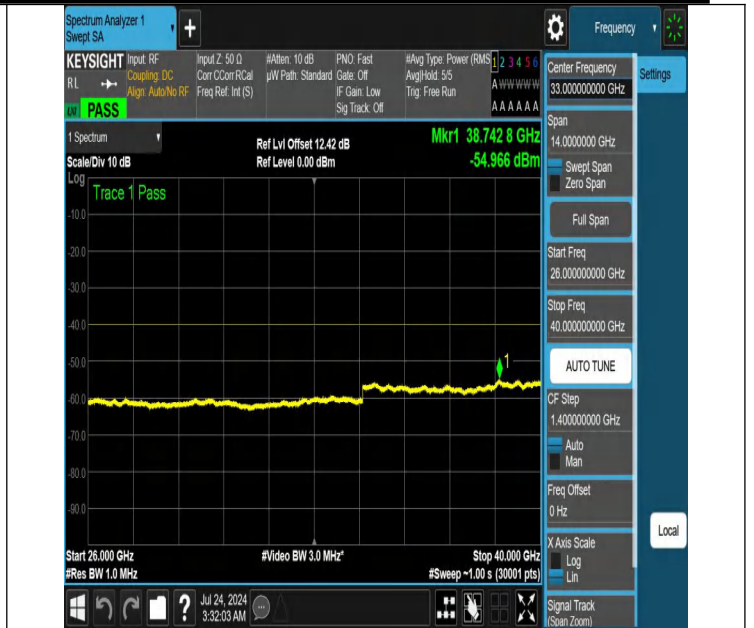 Spectrum Analyzer 1
Swept SA
+
Frequency
KEYSIGHT
RL
PASS
Input: RF
Coupling: DC
Align: Auto/No RF
Input Z: 50 Ω
Corr CCorr RCal
Freq Ref: Int (S)
#Atten: 10 dB
µW Path: Standard
PNO: Fast
Gate: Off
IF Gain: Low
Sig Track: Off
#Avg Type: Power (RMS
Avg|Hold: 5/5
Trig: Free Run
1 2 3 4 5 6
A W W W W W
A A A A A A
Center Frequency
33.000000000 GHz
Settings
1 Spectrum
Scale/Div 10 dB
Ref Lvl Offset 12.42 dB
Ref Level 0.00 dBm
Mkr1 38.742 8 GHz
-54.966 dBm
Span
14.0000000 GHz
Swept Span
Zero Span
Full Span
Start Freq
26.000000000 GHz
Stop Freq
40.000000000 GHz
AUTO TUNE
CF Step
1.400000000 GHz
Auto
Man
Freq Offset
0 Hz
X Axis Scale
Log
Lin
Signal Track
(Span Zoom)
Local
Log
Trace 1 Pass
-10.0
-20.0
-30.0
-40.0
-50.0
1
-60.0
-70.0
-80.0
-90.0
Start 26.000 GHz
#Res BW 1.0 MHz
#Video BW 3.0 MHz*
Stop 40.000 GHz
#Sweep ~1.00 s (30001 pts)
?
Jul 24, 2024
3:32:03 AM